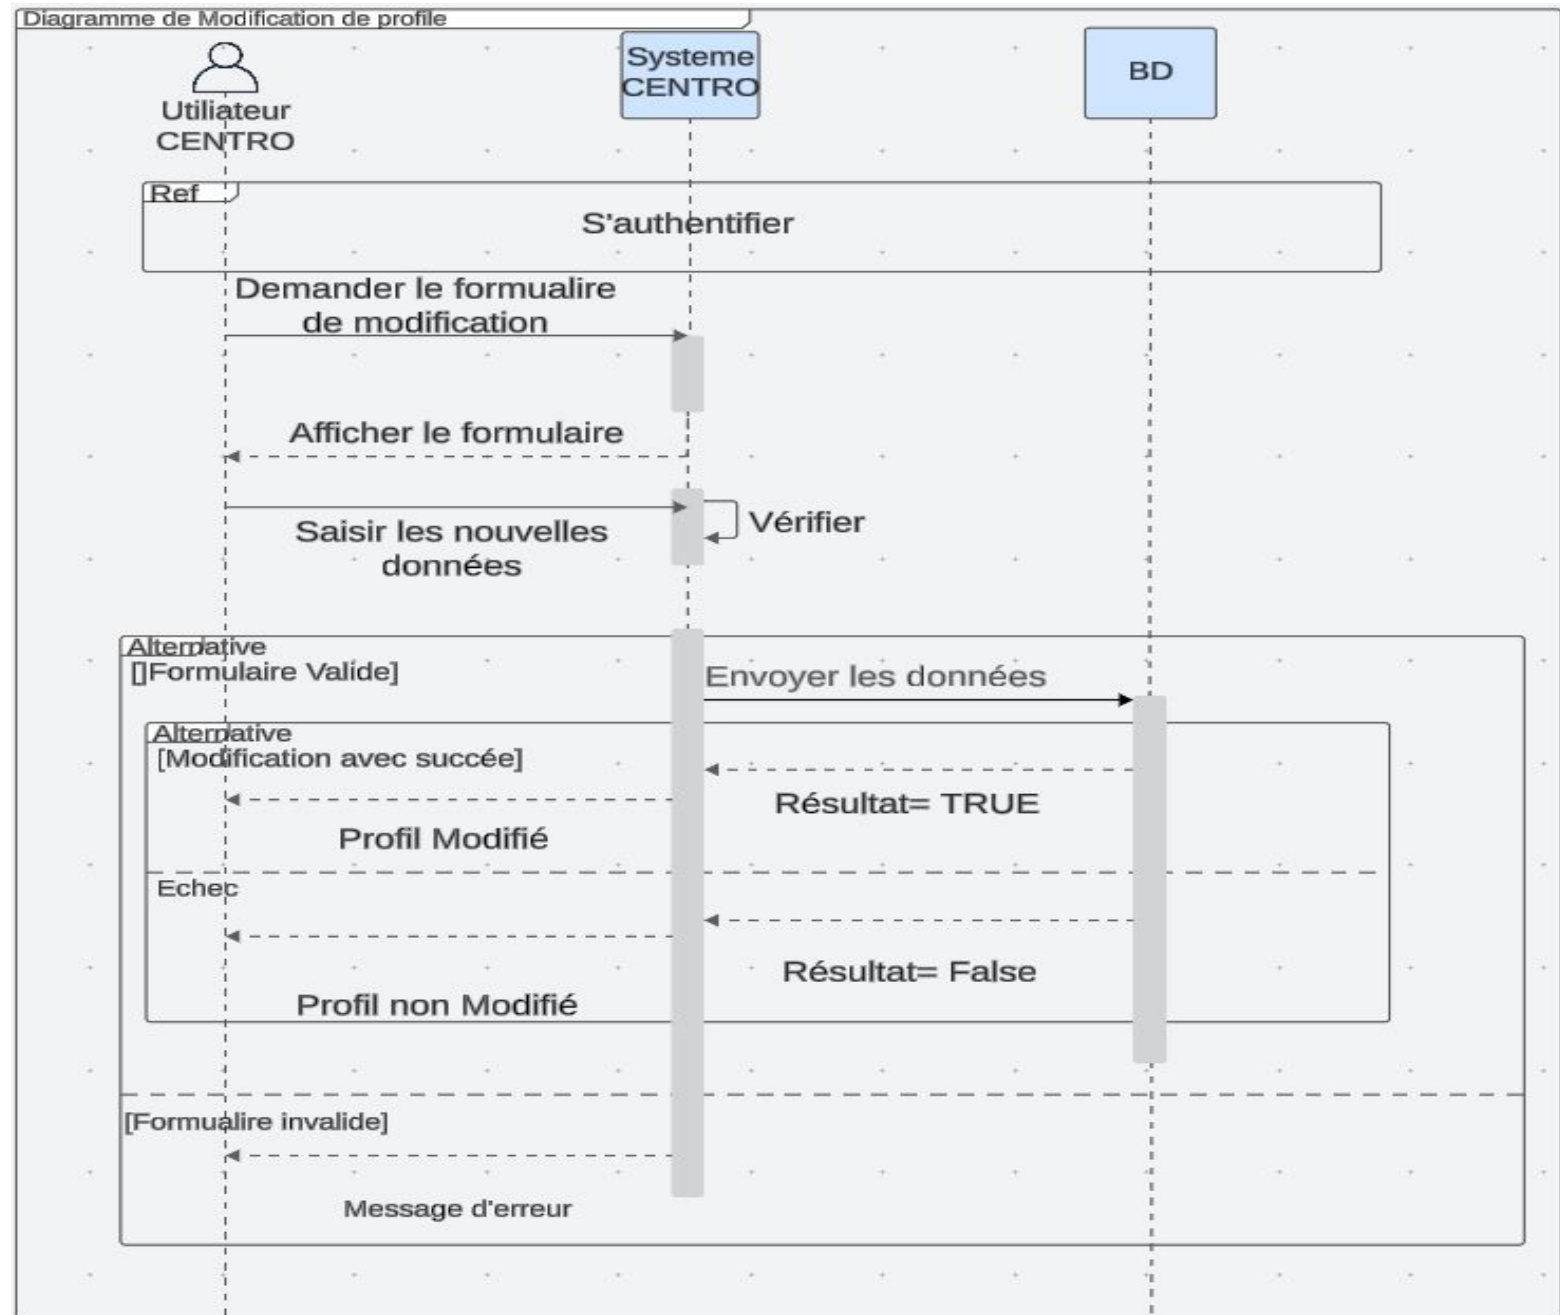 Diagramme de Modification de profile
Utiliateur
CENTRO
Systeme
CENTRO
BD
Ref
S'authentifier
Demander le formualire
de modification
Afficher le formulaire
Saisir les nouvelles
données
Vérifier
Alternative
[]Formulaire Valide]
Envoyer les données
Alternative
[Modification avec succée]
Résultat= TRUE
Profil Modifié
Echec
Résultat= False
Profil non Modifié
[Formualire invalide]
Message d'erreur